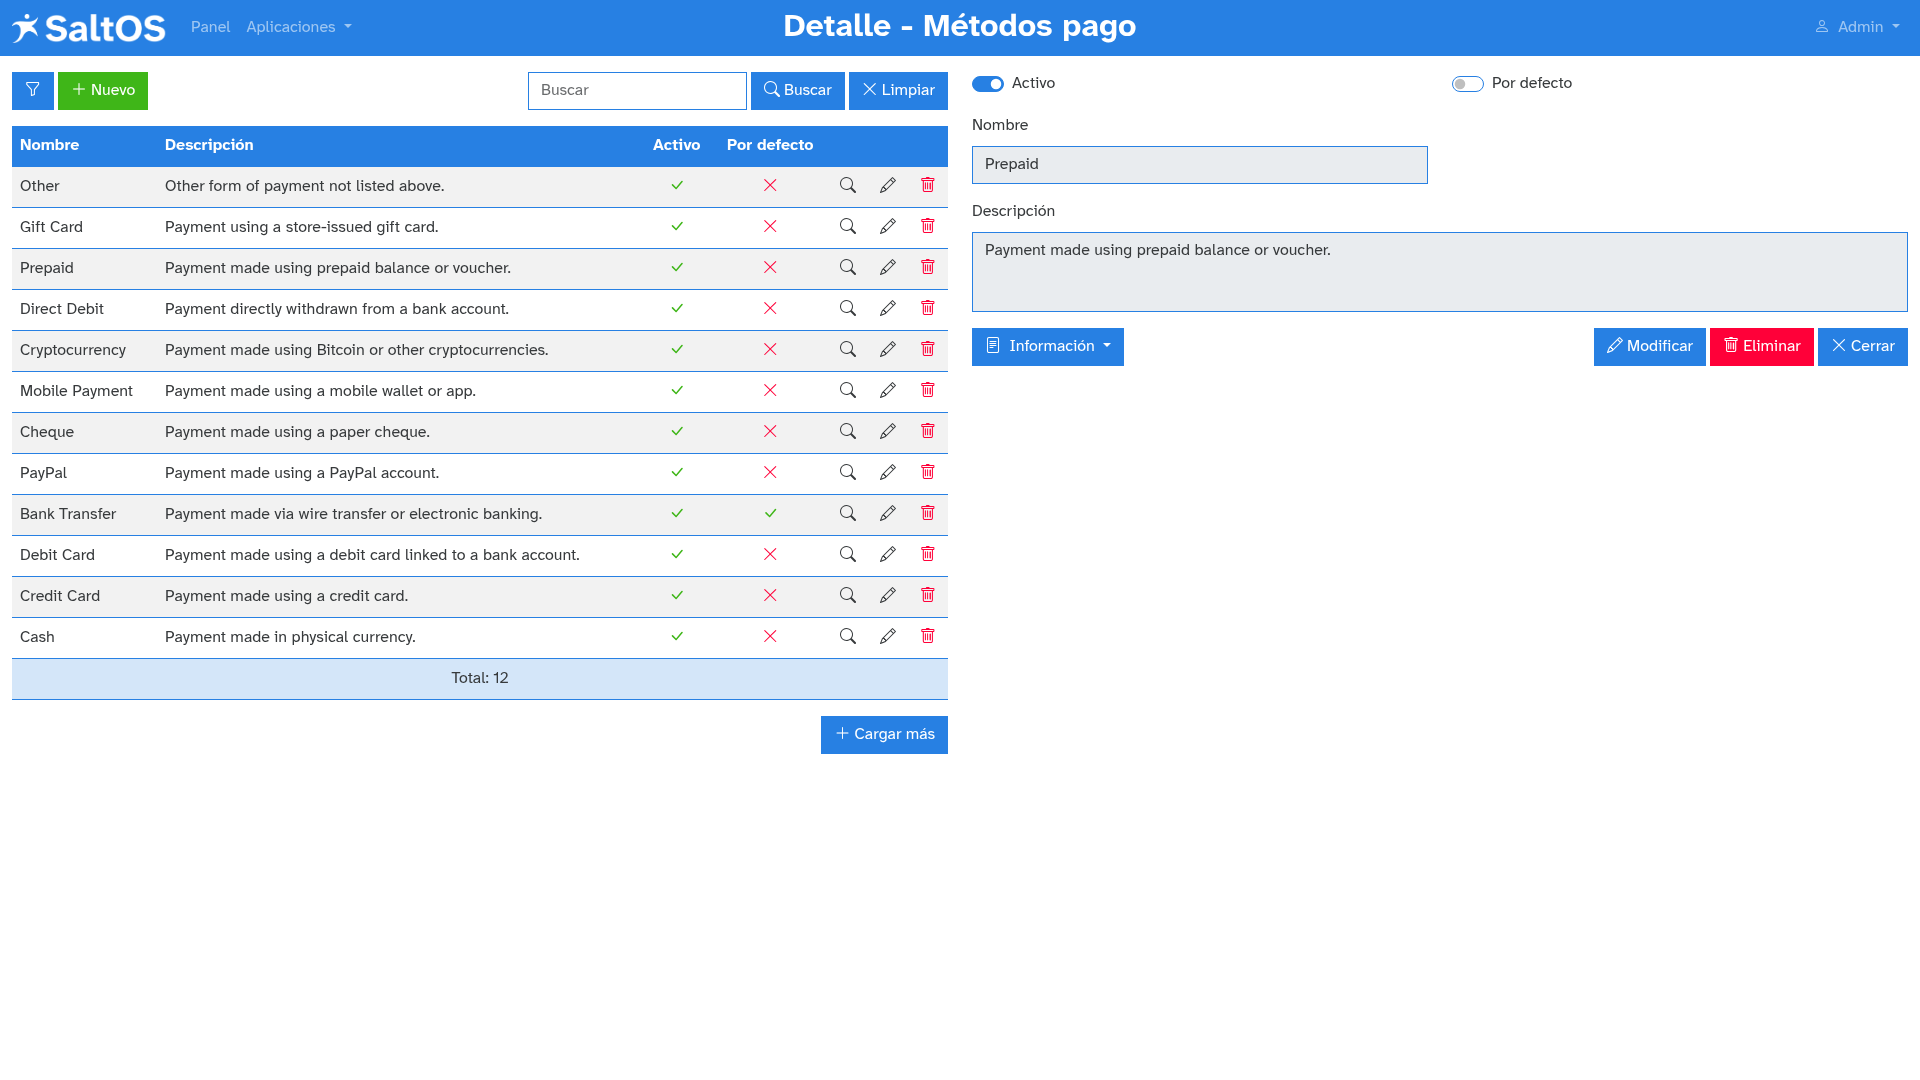 SaltOS Panel Aplicaciones Detalle - Métodos pago Admin
Nuevo Buscar Buscar Limpiar
Nombre Descripción Activo Por defecto
Other Other form of payment not listed above.
Gift Card Payment using a store-issued gift card.
Prepaid Payment made using prepaid balance or voucher.
Direct Debit Payment directly withdrawn from a bank account.
Cryptocurrency Payment made using Bitcoin or other cryptocurrencies.
Mobile Payment Payment made using a mobile wallet or app.
Cheque Payment made using a paper cheque.
PayPal Payment made using a PayPal account.
Bank Transfer Payment made via wire transfer or electronic banking.
Debit Card Payment made using a debit card linked to a bank account.
Credit Card Payment made using a credit card.
Cash Payment made in physical currency.
Total: 12
Cargar más
Activo Por defecto
Nombre
Prepaid
Descripción
Payment made using prepaid balance or voucher.
Información Modificar Eliminar Cerrar